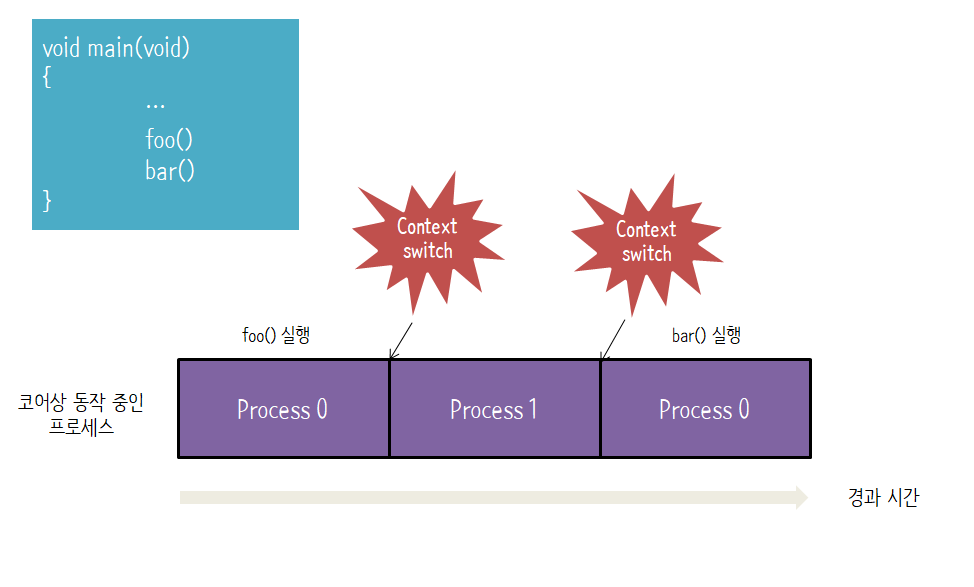 void main(void)
{
...
foo()
bar()
}
Context
switch
Context
switch
foo() 실행
bar() 실행
코어상 동작 중인
프로세스
Process 0
Process 1
Process 0
경과 시간